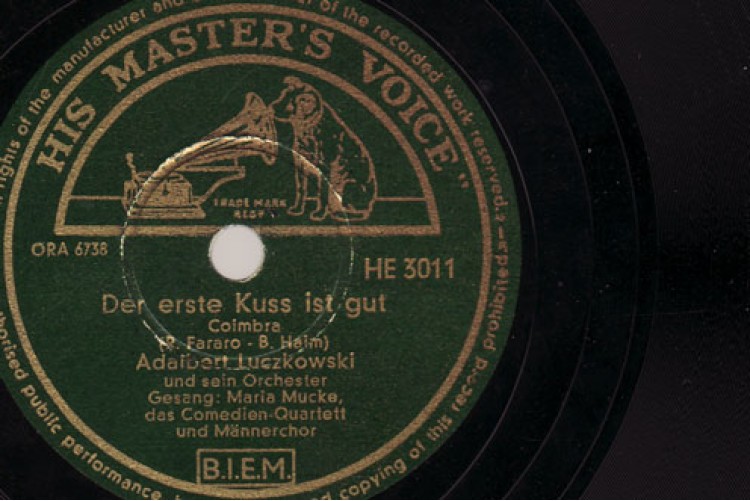 rights of the manufacturer and of the recorded work reserved.
HIS MASTER'S VOICE"
TRADE MARK
REGD
ORA 6738
HE 3011
Der erste Kuss ist gut
Coimbra
(R. Fararo - B. Haim)
Adalbert Luczkowski
und sein Orchester
Gesang: Maria Mucke,
das Comedien-Quartett
und Männerchor
B.I.E.M.
public performance,
copying of this record prohibited.